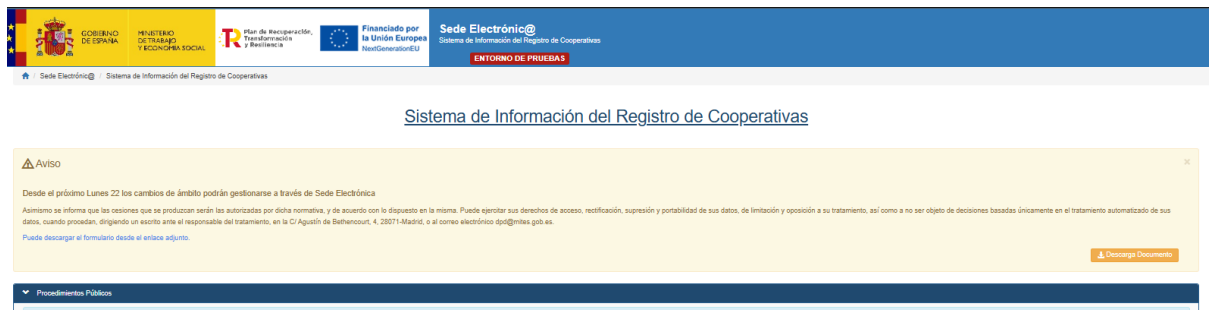 GOBIERNO
DE ESPAÑA
MINISTERIO
DE TRABAJO
Y ECONOMÍA SOCIAL
Plan de Recuperación,
Transformación
y Resiliencia
Financiado por
la Unión Europea
NextGenerationEU
Sede Electrónic@
Sistema de Información del Registro de Cooperativas
ENTORNO DE PRUEBAS
/ Sede Electrónic@ / Sistema de Información del Registro de Cooperativas
Sistema de Información del Registro de Cooperativas
Aviso
×
Desde el próximo Lunes 22 los cambios de ámbito podrán gestionarse a través de Sede Electrónica
Asimismo se informa que las cesiones que se produzcan serán las autorizadas por dicha normativa, y de acuerdo con lo dispuesto en la misma. Puede ejercitar sus derechos de acceso, rectificación, supresión y portabilidad de sus datos, de limitación y oposición a su tratamiento, así como a no ser objeto de decisiones basadas únicamente en el tratamiento automatizado de sus
datos, cuando procedan, dirigiendo un escrito ante el responsable del tratamiento, en la C/ Agustín de Bethencourt, 4, 28071-Madrid, o al correo electrónico dpd@mites.gob.es.
Puede descargar el formulario desde el enlace adjunto.
Descarga Documento
Procedimientos Públicos